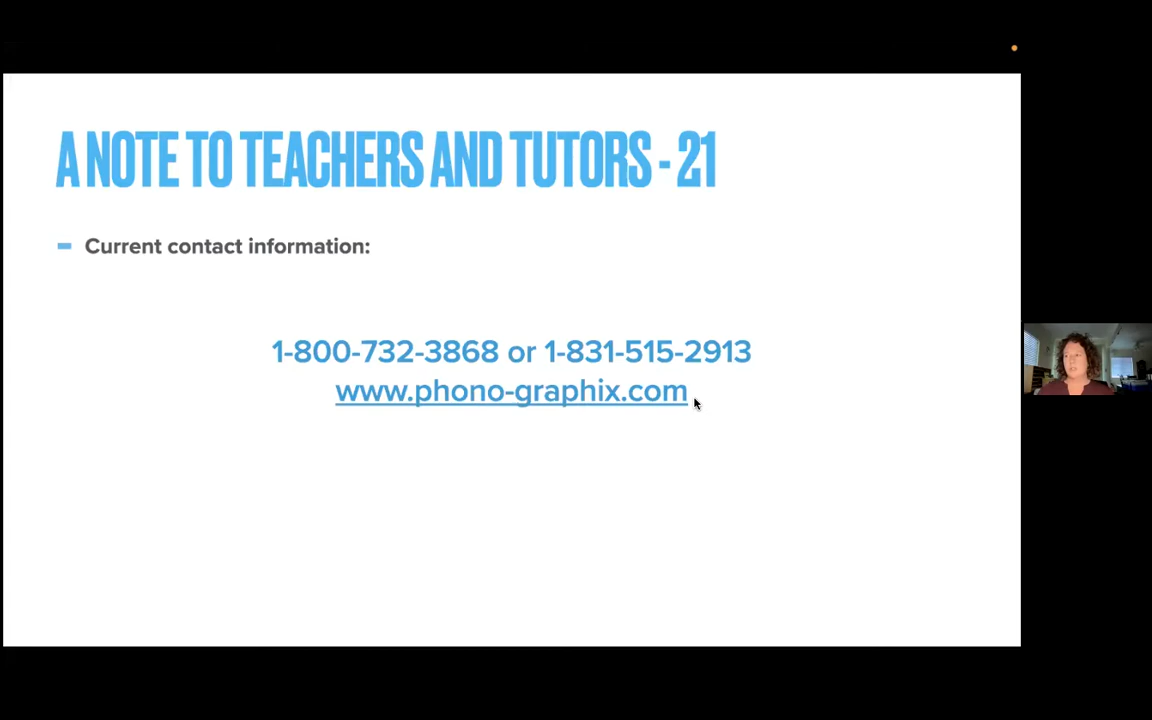 A NOTE TO TEACHERS AND TUTORS - 21
Current contact information:
1-800-732-3868 or 1-831-515-2913
www.phono-graphix.com